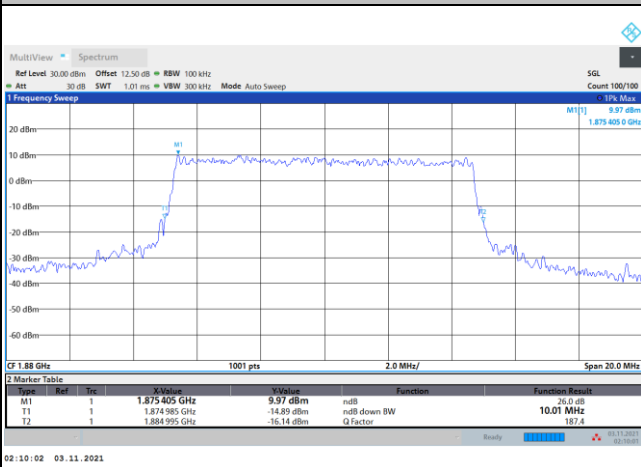 MultiView Spectrum
Ref Level 30.00 dBm Offset 12.50 dB RBW 100 kHz SGL
Att 30 dB SWT 1.01 ms VBW 300 kHz Mode Auto Sweep Count 100/100
1 Frequency Sweep 1Pk Max
M1[1] 9.97 dBm
1.875 405 0 GHz
20 dBm
M1
10 dBm
0 dBm
-10 dBm
T1
T2
-20 dBm
-30 dBm
-40 dBm
-50 dBm
-60 dBm
CF 1.88 GHz 1001 pts 2.0 MHz/ Span 20.0 MHz
2 Marker Table
Type Ref Trc X-Value Y-Value Function Function Result
M1 1 1.875 405 GHz 9.97 dBm ndB 26.0 dB
T1 1 1.874 985 GHz -14.89 dBm ndB down BW 10.01 MHz
T2 1 1.884 995 GHz -16.14 dBm Q Factor 187.4
Ready 03.11.2021
02:10:01
02:10:02 03.11.2021